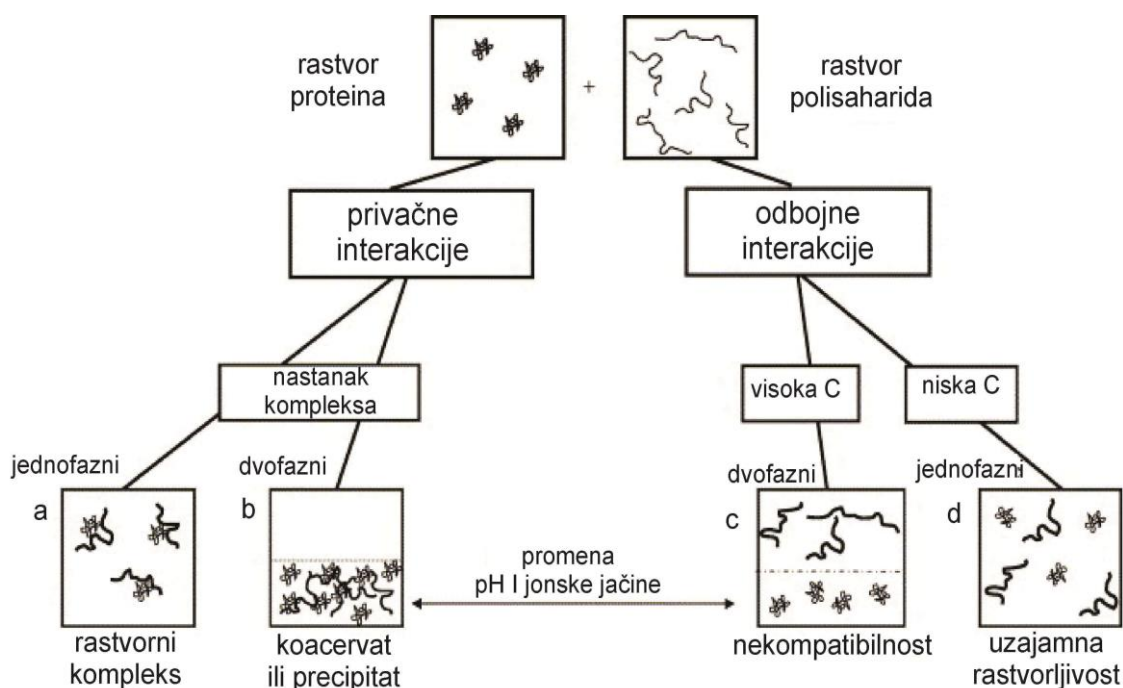 rastvor
proteina
+
rastvor
polisaharida
privačne
interakcije
odbojne
interakcije
nastanak
kompleksa
visoka C
niska C
jednofazni
dvofazni
dvofazni
jednofazni
a
b
c
d
promena
pH I jonske jačine
rastvorni
kompleks
koacervat
ili precipitat
nekompatibilnost
uzajamna
rastvorljivost